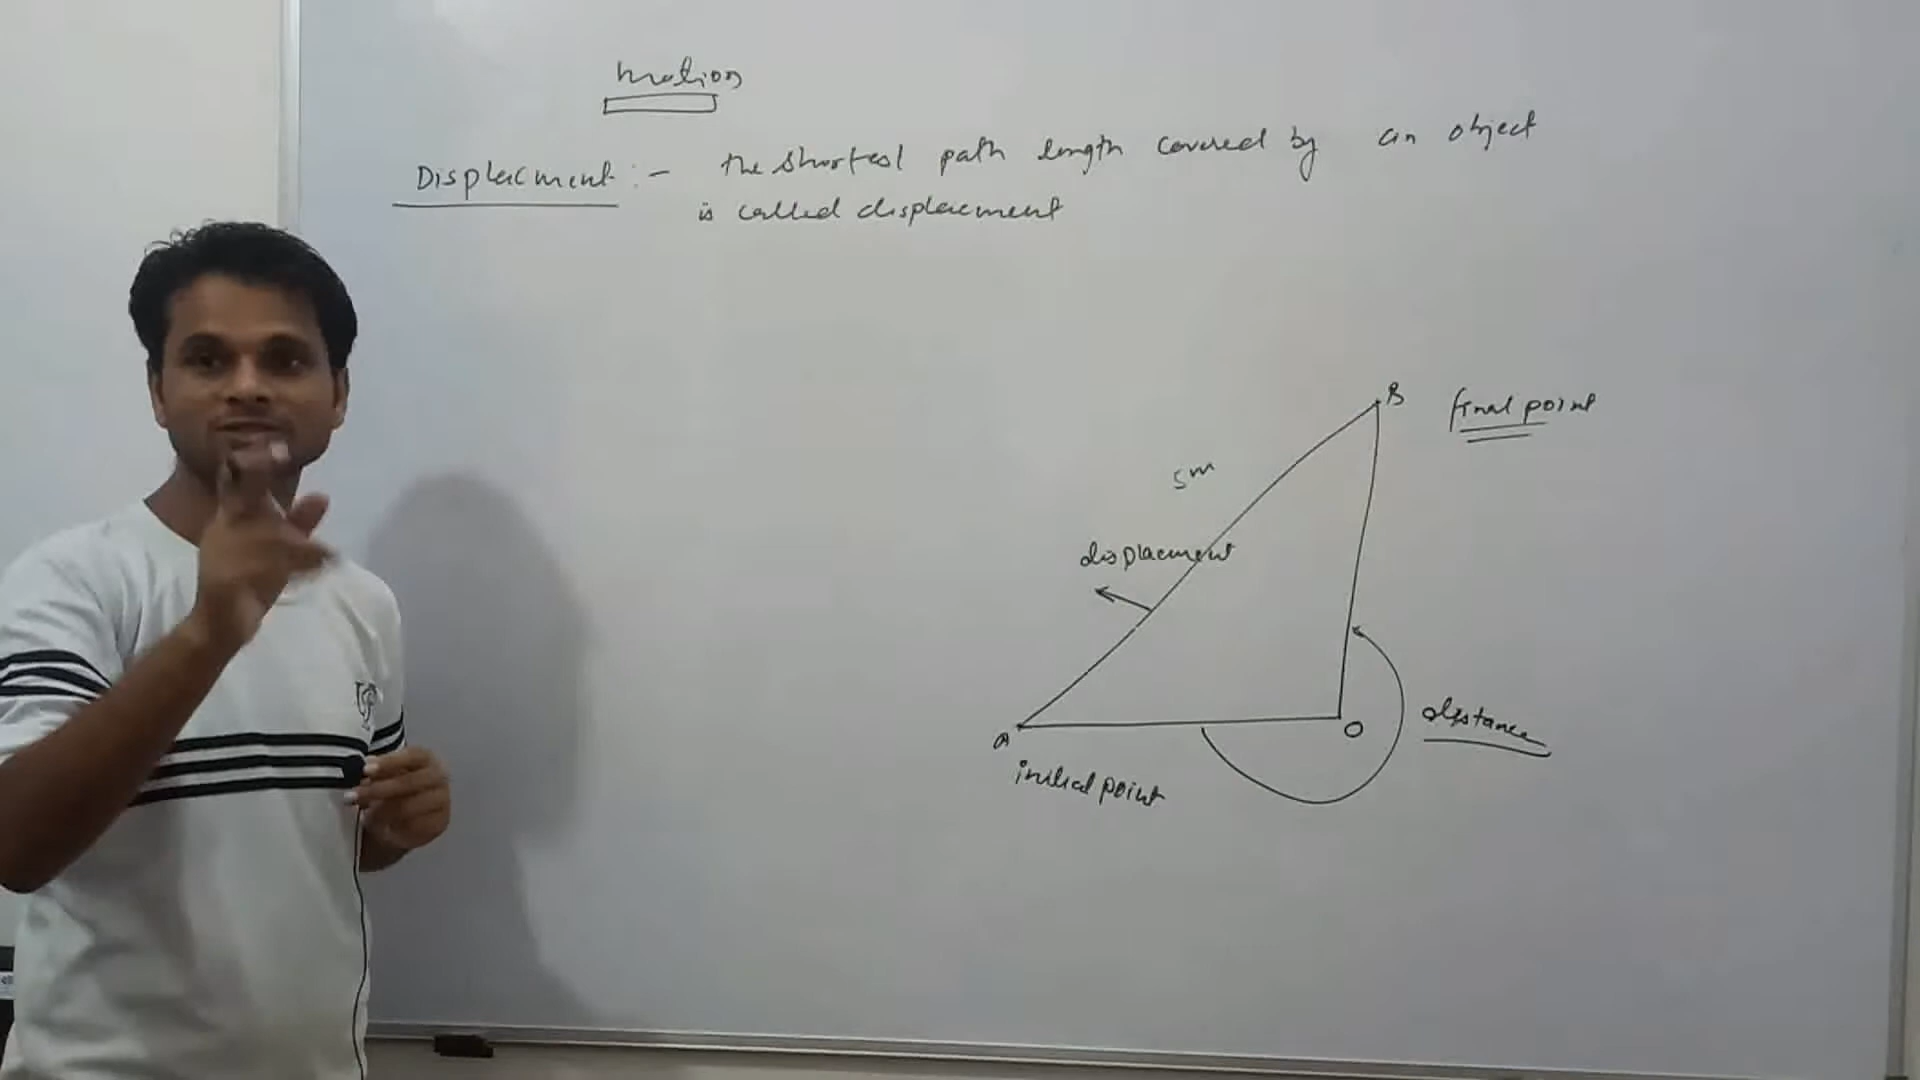 Motion
Displacment :- the shortest path length covered by an object
is called displacement
B
final point
5m
displacement
distance
O
A
initial point